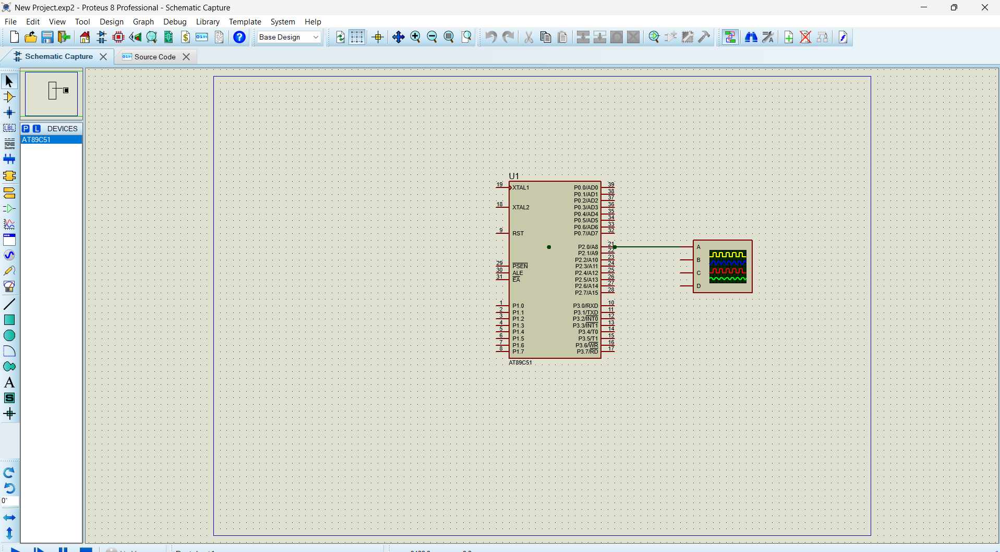 New Project.exp2 - Proteus 8 Professional - Schematic Capture
File Edit View Tool Design Graph Debug Library Template System Help
Base Design
Schematic Capture
Source Code
LBL
P L DEVICES
AT89C51
A
S
0°
U1
19 XTAL1
18 XTAL2
9 RST
29 PSEN
30 ALE
31 EA
1 P1.0
2 P1.1
3 P1.2
4 P1.3
5 P1.4
6 P1.5
7 P1.6
8 P1.7
P0.0/AD0 39
P0.1/AD1 38
P0.2/AD2 37
P0.3/AD3 36
P0.4/AD4 35
P0.5/AD5 34
P0.6/AD6 33
P0.7/AD7 32
P2.0/A8 21
P2.1/A9 22
P2.2/A10 23
P2.3/A11 24
P2.4/A12 25
P2.5/A13 26
P2.6/A14 27
P2.7/A15 28
P3.0/RXD 10
P3.1/TXD 11
P3.2/INT0 12
P3.3/INT1 13
P3.4/T0 14
P3.5/T1 15
P3.6/WR 16
P3.7/RD 17
AT89C51
A
B
C
D